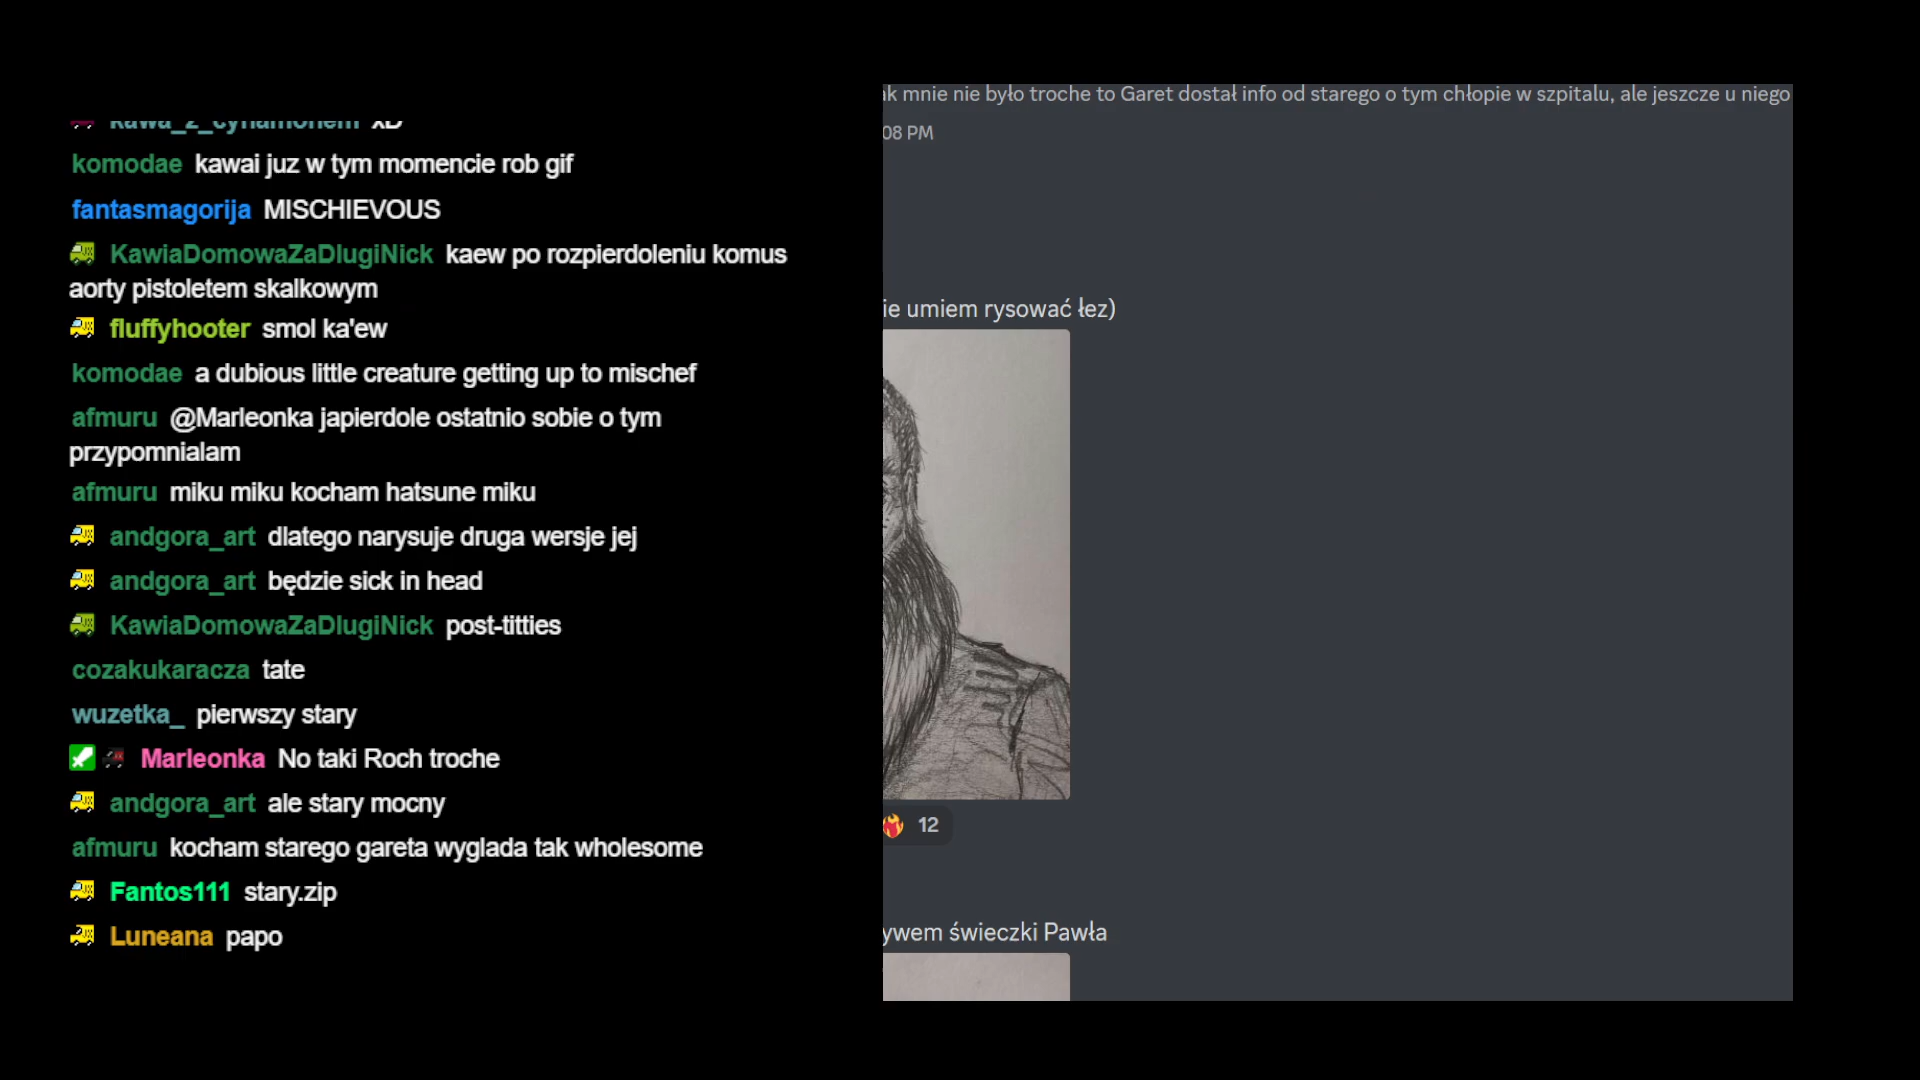 kawa_z_cynamonem xD
komodae kawai juz w tym momencie rob gif
fantasmagorija MISCHIEVOUS
KawiaDomowaZaDlugiNick kaew po rozpierdoleniu komus
aorty pistoletem skalkowym
fluffyhooter smol ka'ew
komodae a dubious little creature getting up to mischef
afmuru @Marleonka japierdole ostatnio sobie o tym
przypomnialam
afmuru miku miku kocham hatsune miku
andgora_art dlatego narysuje druga wersje jej
andgora_art będzie sick in head
KawiaDomowaZaDlugiNick post-titties
cozakukaracza tate
wuzetka_ pierwszy stary
Marleonka No taki Roch troche
andgora_art ale stary mocny
afmuru kocham starego gareta wyglada tak wholesome
Fantos111 stary.zip
Luneana papo
ak mnie nie było troche to Garet dostał info od starego o tym chłopie w szpitalu, ale jeszcze u niego
08 PM
ie umiem rysować łez)
12
ywem świeczki Pawła